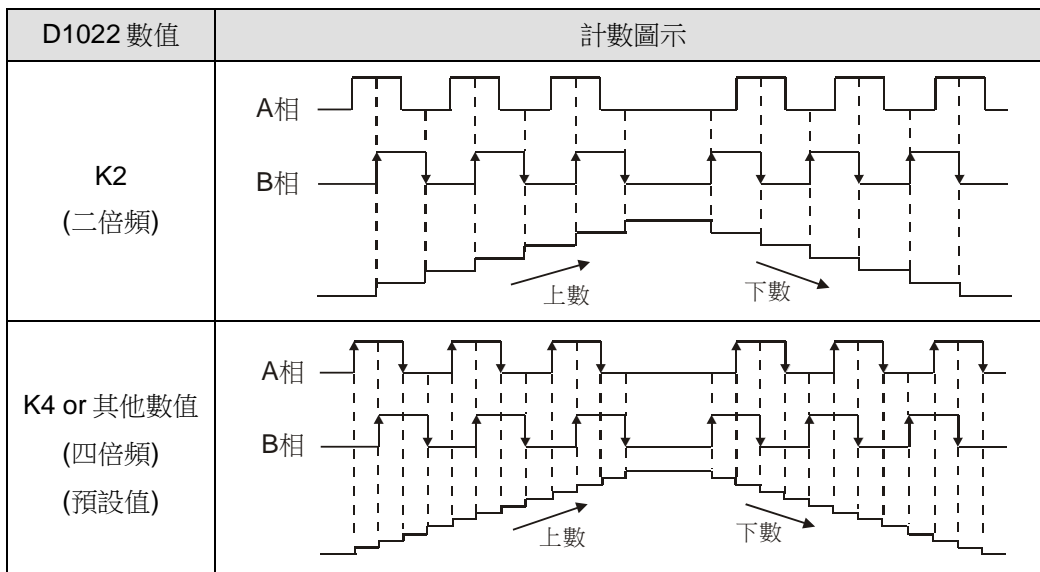 D1022 數值
計數圖示
K2
(二倍頻)
A相
B相
上數
下數
K4 or 其他數值
(四倍頻)
(預設值)
A相
B相
上數
下數